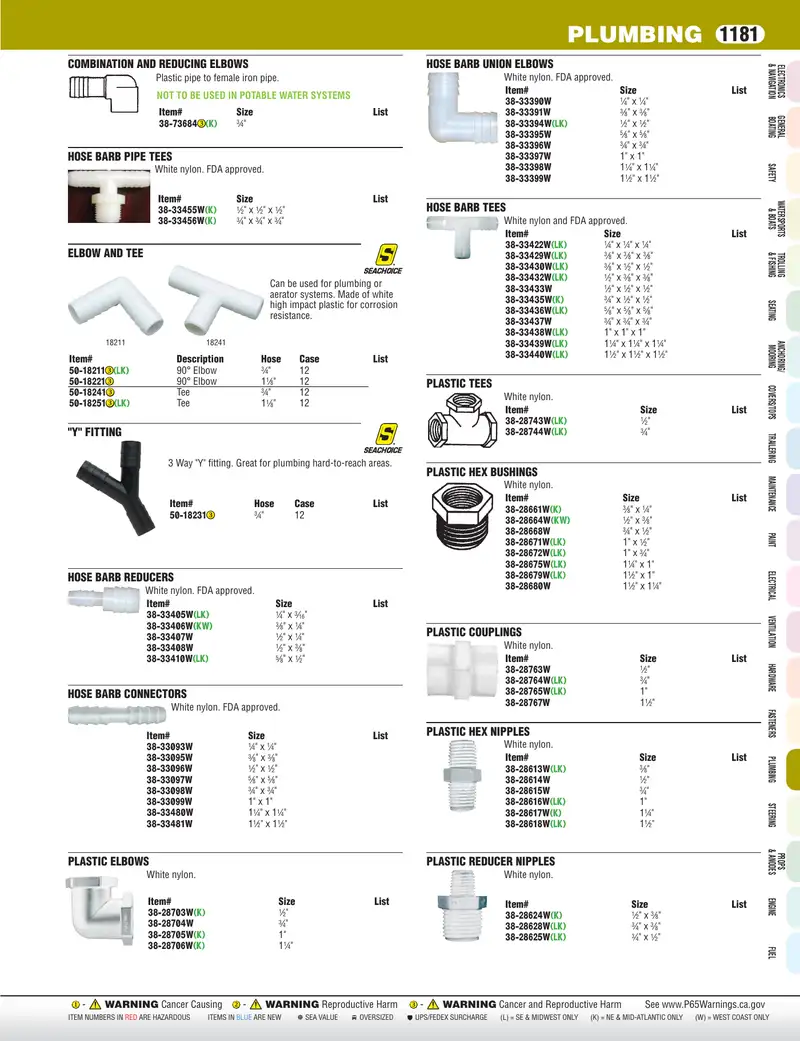 PLUMBING 1181
COMBINATION AND REDUCING ELBOWS
Plastic pipe to female iron pipe.
NOT TO BE USED IN POTABLE WATER SYSTEMS
Item# Size List
38-73684 3 (K) ¾"
HOSE BARB PIPE TEES
White nylon. FDA approved.
Item# Size List
38-33455W(K) ½" x ½" x ½"
38-33456W(K) ¾" x ¾" x ¾"
ELBOW AND TEE
S
SEACHOICE
Can be used for plumbing or
aerator systems. Made of white
high impact plastic for corrosion
resistance.
18211 18241
Item# Description Hose Case List
50-18211 3 (LK) 90° Elbow ¾" 12
50-18221 3 90° Elbow 1⅛" 12
50-18241 3 Tee ¾" 12
50-18251 3 (LK) Tee 1⅛" 12
"Y" FITTING
S
SEACHOICE
3 Way "Y" fitting. Great for plumbing hard-to-reach areas.
Item# Hose Case List
50-18231 3 ¾" 12
HOSE BARB REDUCERS
White nylon. FDA approved.
Item# Size List
38-33405W(LK) ¼" x 3/16"
38-33406W(KW) ⅜" x ¼"
38-33407W ½" x ¼"
38-33408W ½" x ⅜"
38-33410W(LK) ⅝" x ½"
HOSE BARB CONNECTORS
White nylon. FDA approved.
Item# Size List
38-33093W ¼" x ¼"
38-33095W ⅜" x ⅜"
38-33096W ½" x ½"
38-33097W ⅝" x ⅝"
38-33098W ¾" x ¾"
38-33099W 1" x 1"
38-33480W 1¼" x 1¼"
38-33481W 1½" x 1½"
PLASTIC ELBOWS
White nylon.
Item# Size List
38-28703W(K) ½"
38-28704W ¾"
38-28705W(K) 1"
38-28706W(K) 1¼"
HOSE BARB UNION ELBOWS
White nylon. FDA approved.
Item# Size List
38-33390W ¼" x ¼"
38-33391W ⅜" x ⅜"
38-33394W(LK) ½" x ½"
38-33395W ⅝" x ⅝"
38-33396W ¾" x ¾"
38-33397W 1" x 1"
38-33398W 1¼" x 1¼"
38-33399W 1½" x 1½"
HOSE BARB TEES
White nylon and FDA approved.
Item# Size List
38-33422W(LK) ¼" x ¼" x ¼"
38-33429W(LK) ⅜" x ⅜" x ⅜"
38-33430W(LK) ⅜" x ½" x ½"
38-33432W(LK) ½" x ⅜" x ⅜"
38-33433W ½" x ½" x ½"
38-33435W(K) ¾" x ½" x ½"
38-33436W(LK) ⅝" x ⅝" x ⅝"
38-33437W ¾" x ¾" x ¾"
38-33438W(LK) 1" x 1" x 1"
38-33439W(LK) 1¼" x 1¼" x 1¼"
38-33440W(LK) 1½" x 1½" x 1½"
PLASTIC TEES
White nylon.
Item# Size List
38-28743W(LK) ½"
38-28744W(LK) ¾"
PLASTIC HEX BUSHINGS
White nylon.
Item# Size List
38-28661W(K) ⅜" x ¼"
38-28664W(KW) ½" x ⅜"
38-28668W ¾" x ½"
38-28671W(LK) 1" x ½"
38-28672W(LK) 1" x ¾"
38-28675W(LK) 1¼" x 1"
38-28679W(LK) 1½" x 1"
38-28680W 1½" x 1¼"
PLASTIC COUPLINGS
White nylon.
Item# Size List
38-28763W ½"
38-28764W(LK) ¾"
38-28765W(LK) 1"
38-28767W 1½"
PLASTIC HEX NIPPLES
White nylon.
Item# Size List
38-28613W(LK) ⅜"
38-28614W ½"
38-28615W ¾"
38-28616W(LK) 1"
38-28617W(K) 1¼"
38-28618W(LK) 1½"
PLASTIC REDUCER NIPPLES
White nylon.
Item# Size List
38-28624W(K) ½" x ⅜"
38-28628W(LK) ¾" x ⅜"
38-28625W(LK) ¾" x ½"
ELECTRONICS
& NAVIGATION
GENERAL
BOATING
SAFETY
WATERSPORTS
& BOATS
TROLLING
& FISHING
SEATING
ANCHORING/
MOORING
COVERS/TOPS
TRAILERING
MAINTENANCE
PAINT
ELECTRICAL
VENTILATION
HARDWARE
FASTENERS
PLUMBING
STEERING
PROPS
& ANODES
ENGINE
FUEL
1 - WARNING Cancer Causing 2 - WARNING Reproductive Harm 3 - WARNING Cancer and Reproductive Harm See www.P65Warnings.ca.gov
ITEM NUMBERS IN RED ARE HAZARDOUS ITEMS IN BLUE ARE NEW SEA VALUE OVERSIZED UPS/FEDEX SURCHARGE (L) = SE & MIDWEST ONLY (K) = NE & MID-ATLANTIC ONLY (W) = WEST COAST ONLY